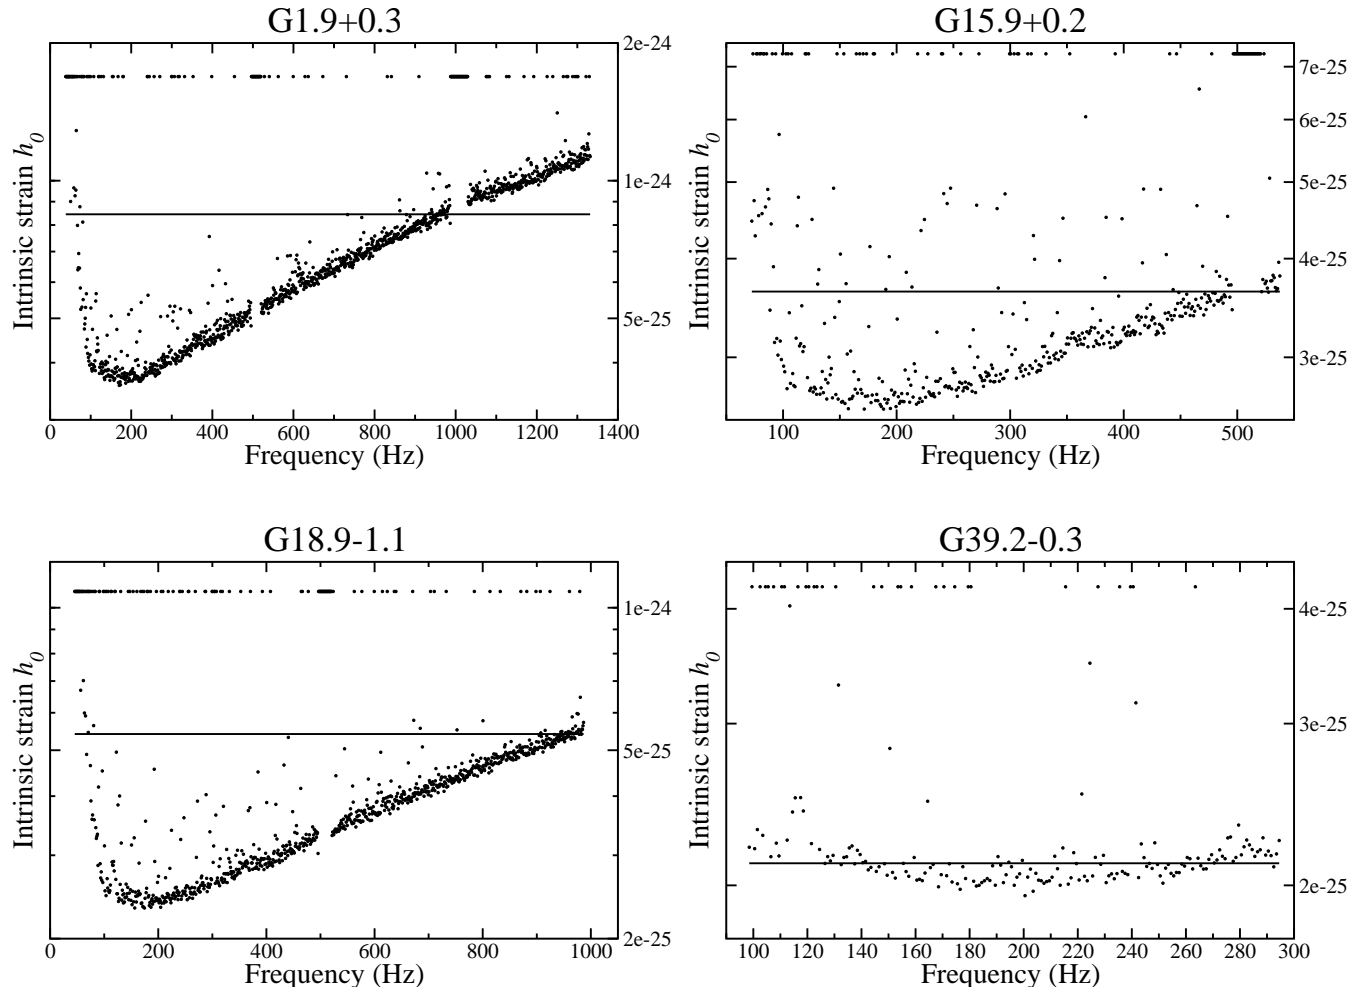 G1.9+0.3
G15.9+0.2
2e-24
1e-24
5e-25
Intrinsic strain h0
0 200 400 600 800 1000 1200 1400
Frequency (Hz)
7e-25
6e-25
5e-25
4e-25
3e-25
Intrinsic strain h0
100 200 300 400 500
Frequency (Hz)
G18.9-1.1
G39.2-0.3
1e-24
5e-25
2e-25
Intrinsic strain h0
0 200 400 600 800 1000
Frequency (Hz)
4e-25
3e-25
2e-25
Intrinsic strain h0
100 120 140 160 180 200 220 240 260 280 300
Frequency (Hz)